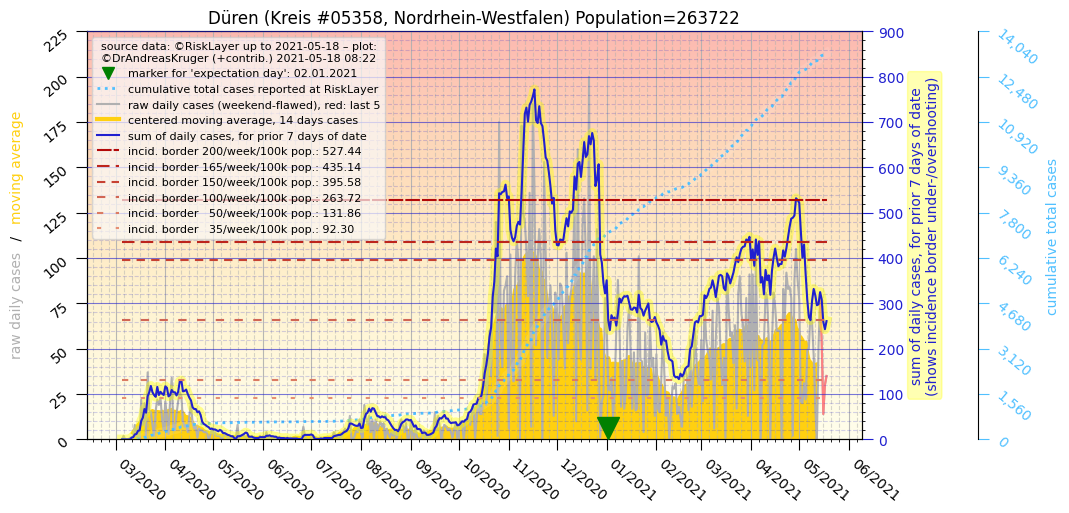 Düren (Kreis #05358, Nordrhein-Westfalen) Population=263722
source data: ©RiskLayer up to 2021-05-18 – plot:
©DrAndreasKruger (+contrib.) 2021-05-18 08:22
marker for 'expectation day': 02.01.2021
cumulative total cases reported at RiskLayer
raw daily cases (weekend-flawed), red: last 5
centered moving average, 14 days cases
sum of daily cases, for prior 7 days of date
incid. border 200/week/100k pop.: 527.44
incid. border 165/week/100k pop.: 435.14
incid. border 150/week/100k pop.: 395.58
incid. border 100/week/100k pop.: 263.72
incid. border   50/week/100k pop.: 131.86
incid. border   35/week/100k pop.: 92.30
raw daily cases / moving average
225
200
175
150
125
100
75
50
25
0
03/2020
04/2020
05/2020
06/2020
07/2020
08/2020
09/2020
10/2020
11/2020
12/2020
01/2021
02/2021
03/2021
04/2021
05/2021
06/2021
900
800
700
600
500
400
300
200
100
0
sum of daily cases, for prior 7 days of date
(shows incidence border under-/overshooting)
14,040
12,480
10,920
9,360
7,800
6,240
4,680
3,120
1,560
0
cumulative total cases